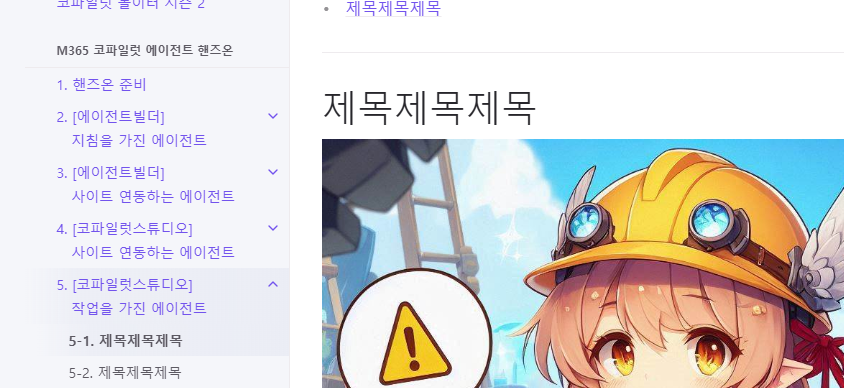 코파일럿 놀이터 시즌 2
M365 코파일럿 에이전트 핸즈온
1. 핸즈온 준비
2. [에이전트빌더]
지침을 가진 에이전트
3. [에이전트빌더]
사이트 연동하는 에이전트
4. [코파일럿스튜디오]
사이트 연동하는 에이전트
5. [코파일럿스튜디오]
작업을 가진 에이전트
5-1. 제목제목제목
5-2. 제목제목제목
• 제목제목제목
제목제목제목